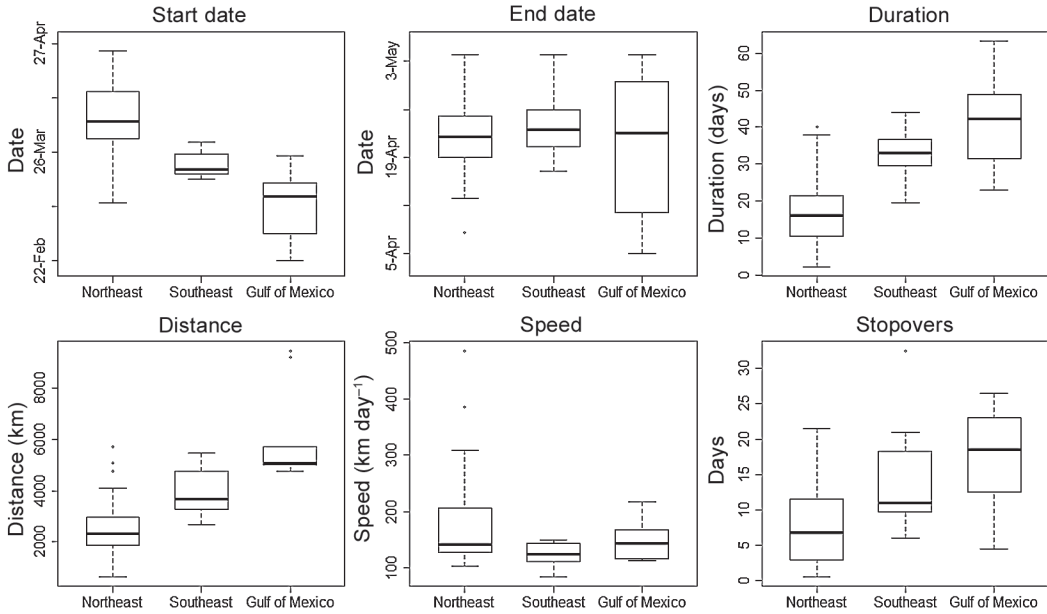 Start date
Date
27-Apr
26-Mar
22-Feb
Northeast Southeast Gulf of Mexico
End date
Date
3-May
19-Apr
5-Apr
Northeast Southeast Gulf of Mexico
Duration
Duration (days)
60
50
40
30
20
10
0
Northeast Southeast Gulf of Mexico
Distance
Distance (km)
8000
6000
4000
2000
Northeast Southeast Gulf of Mexico
Speed
Speed (km day⁻¹)
500
400
300
200
100
Northeast Southeast Gulf of Mexico
Stopovers
Days
30
25
20
15
10
5
0
Northeast Southeast Gulf of Mexico